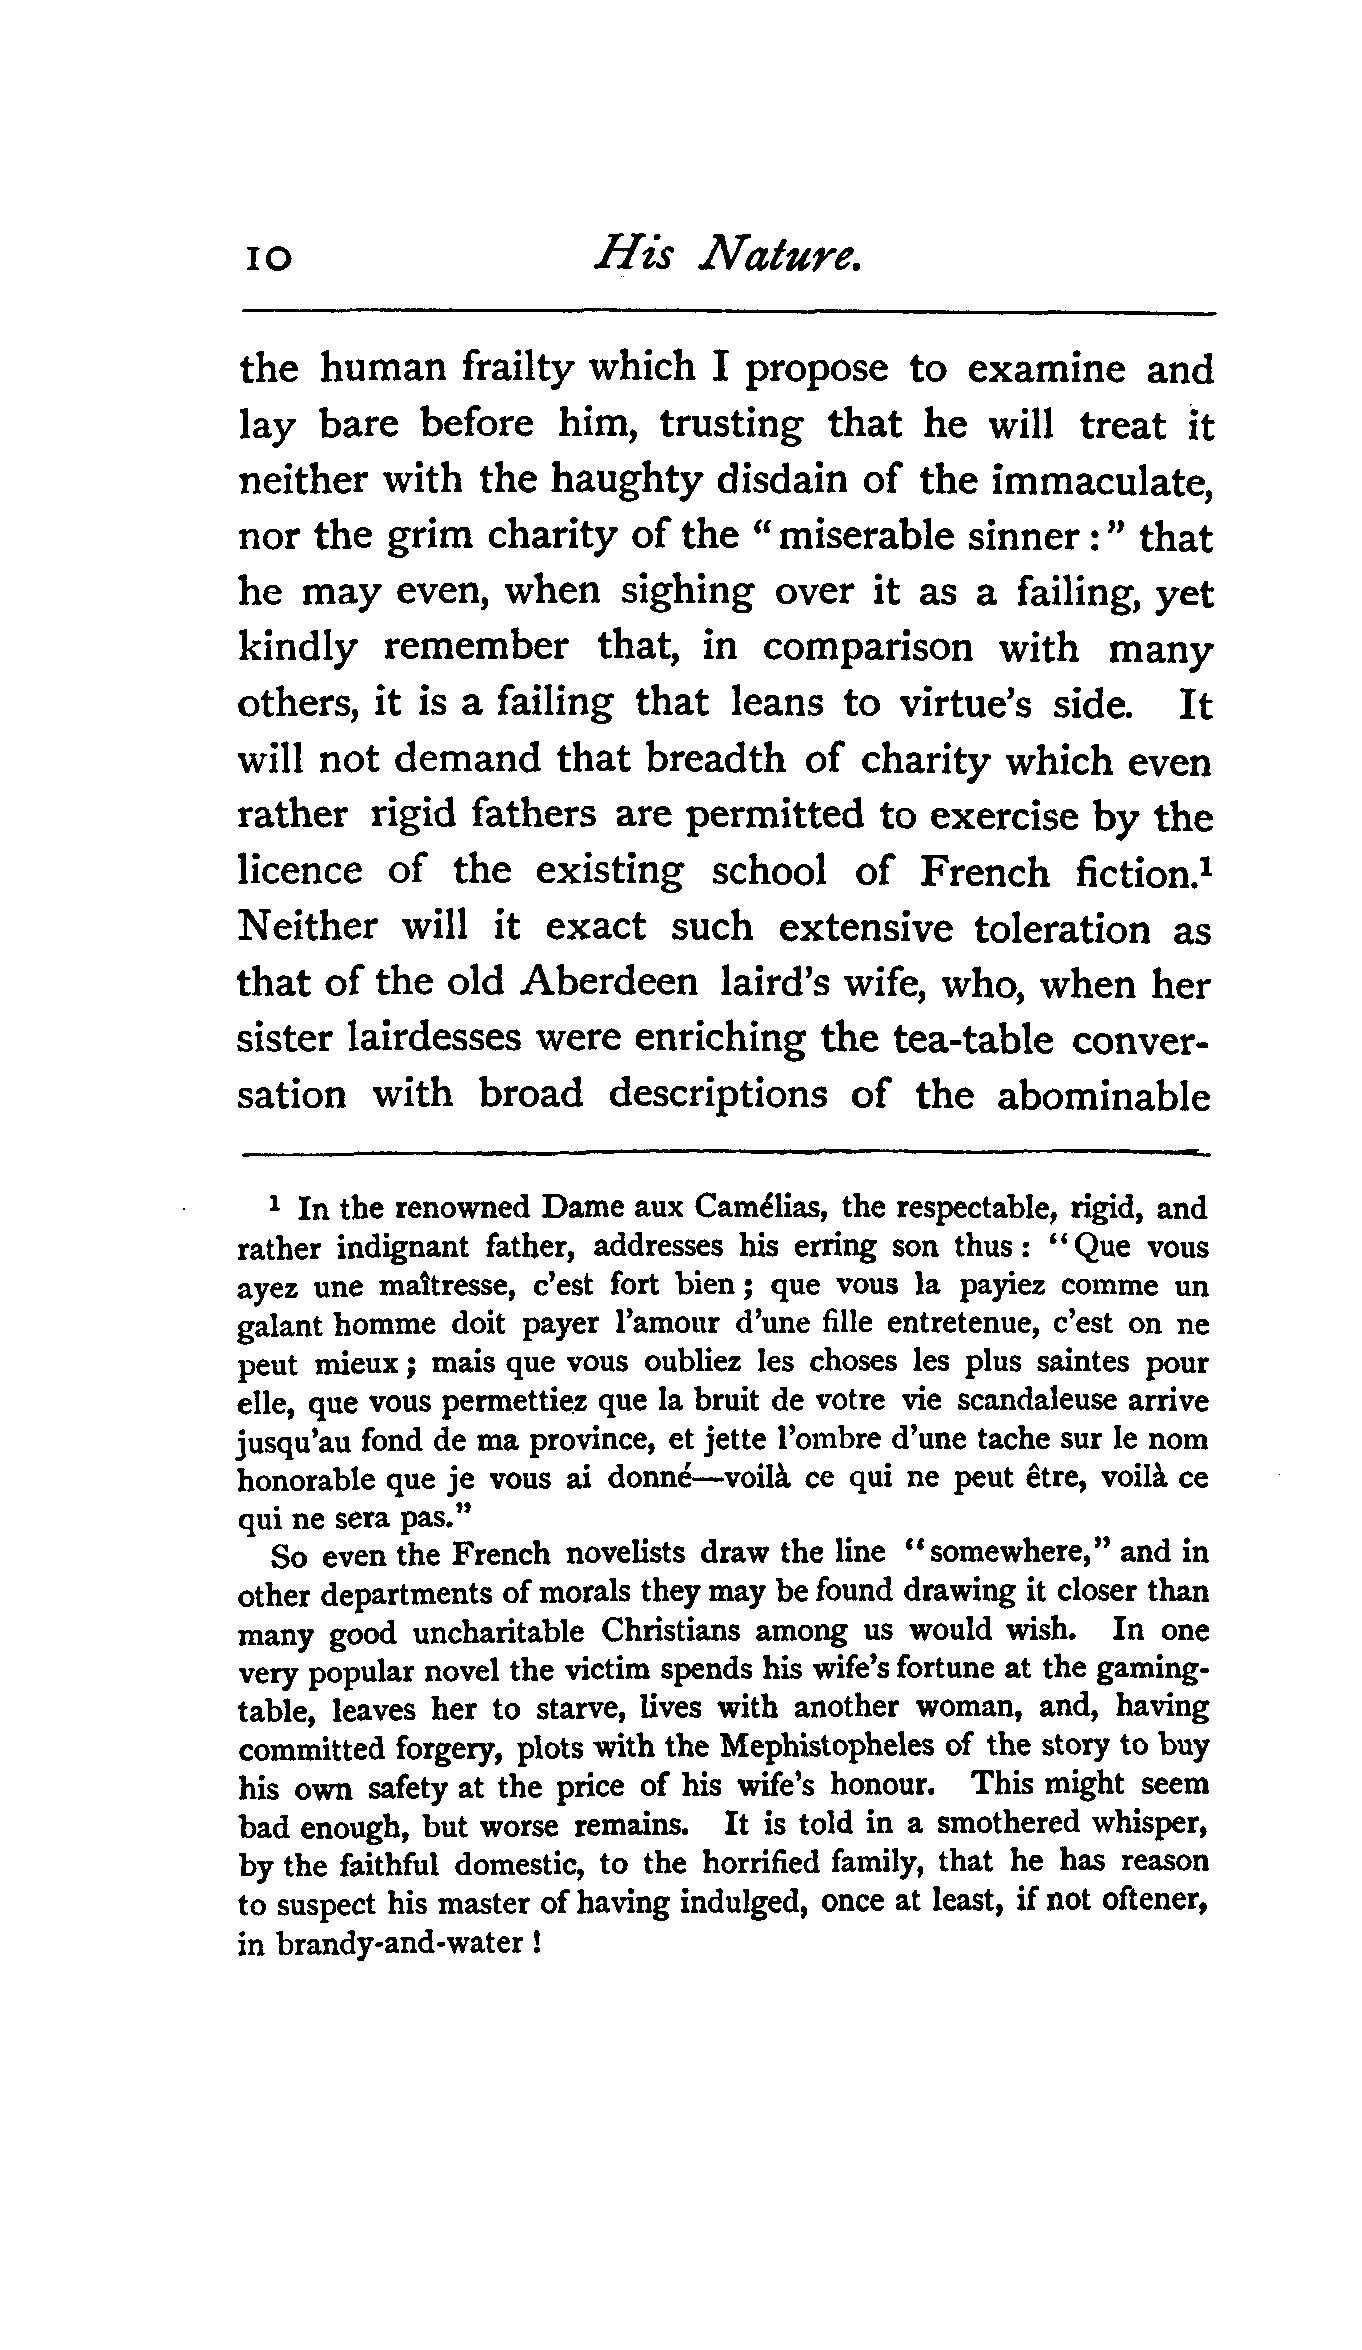 10 His Nature.
the human frailty which I propose to examine and
lay bare before him, trusting that he will treat it
neither with the haughty disdain of the immaculate,
nor the grim charity of the “miserable sinner:” that
he may even, when sighing over it as a failing, yet
kindly remember that, in comparison with many
others, it is a failing that leans to virtue’s side. It
will not demand that breadth of charity which even
rather rigid fathers are permitted to exercise by the
licence of the existing school of French fiction.¹
Neither will it exact such extensive toleration as
that of the old Aberdeen laird’s wife, who, when her
sister lairdesses were enriching the tea-table conver-
sation with broad descriptions of the abominable
¹ In the renowned Dame aux Camélias, the respectable, rigid, and
rather indignant father, addresses his erring son thus: “Que vous
ayez une maîtresse, c’est fort bien; que vous la payiez comme un
galant homme doit payer l’amour d’une fille entretenue, c’est on ne
peut mieux; mais que vous oubliez les choses les plus saintes pour
elle, que vous permettiez que la bruit de votre vie scandaleuse arrive
jusqu’au fond de ma province, et jette l’ombre d’une tache sur le nom
honorable que je vous ai donné—voilà ce qui ne peut être, voilà ce
qui ne sera pas.”
So even the French novelists draw the line “somewhere,” and in
other departments of morals they may be found drawing it closer than
many good uncharitable Christians among us would wish. In one
very popular novel the victim spends his wife’s fortune at the gaming-
table, leaves her to starve, lives with another woman, and, having
committed forgery, plots with the Mephistopheles of the story to buy
his own safety at the price of his wife’s honour. This might seem
bad enough, but worse remains. It is told in a smothered whisper,
by the faithful domestic, to the horrified family, that he has reason
to suspect his master of having indulged, once at least, if not oftener,
in brandy-and-water!